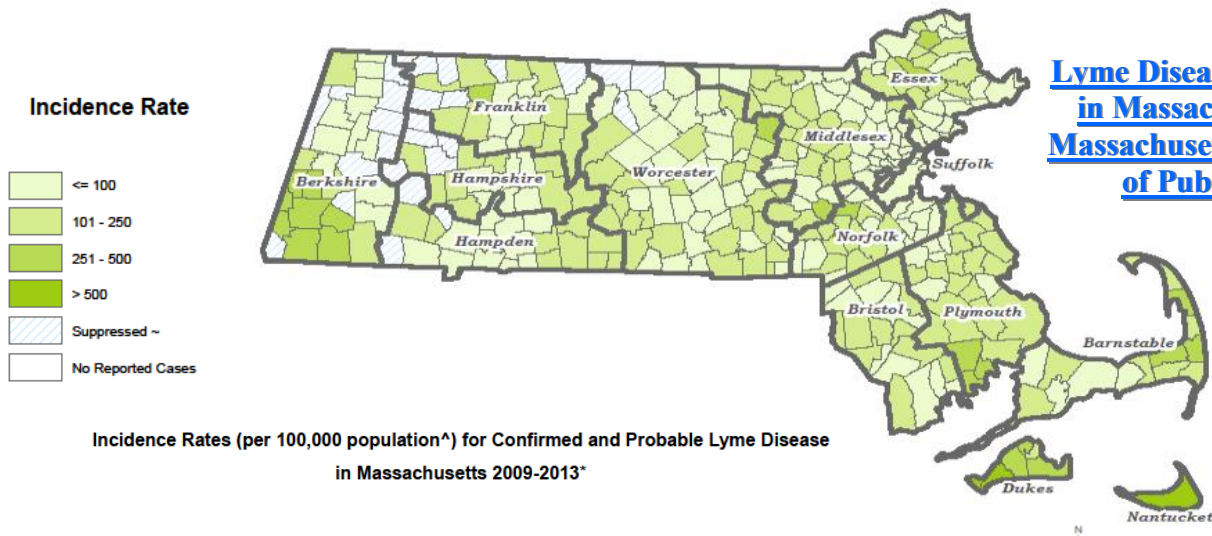 Incidence Rate
<= 100
101 - 250
251 - 500
> 500
Suppressed ~
No Reported Cases
Essex
Franklin
Middlesex
Suffolk
Berkshire
Hampshire
Worcester
Norfolk
Hampden
Bristol
Plymouth
Barnstable
Dukes
Nantucket
N
Lyme Disea
in Massac
Massachuse
of Pub
Incidence Rates (per 100,000 population^) for Confirmed and Probable Lyme Disease
in Massachusetts 2009-2013*